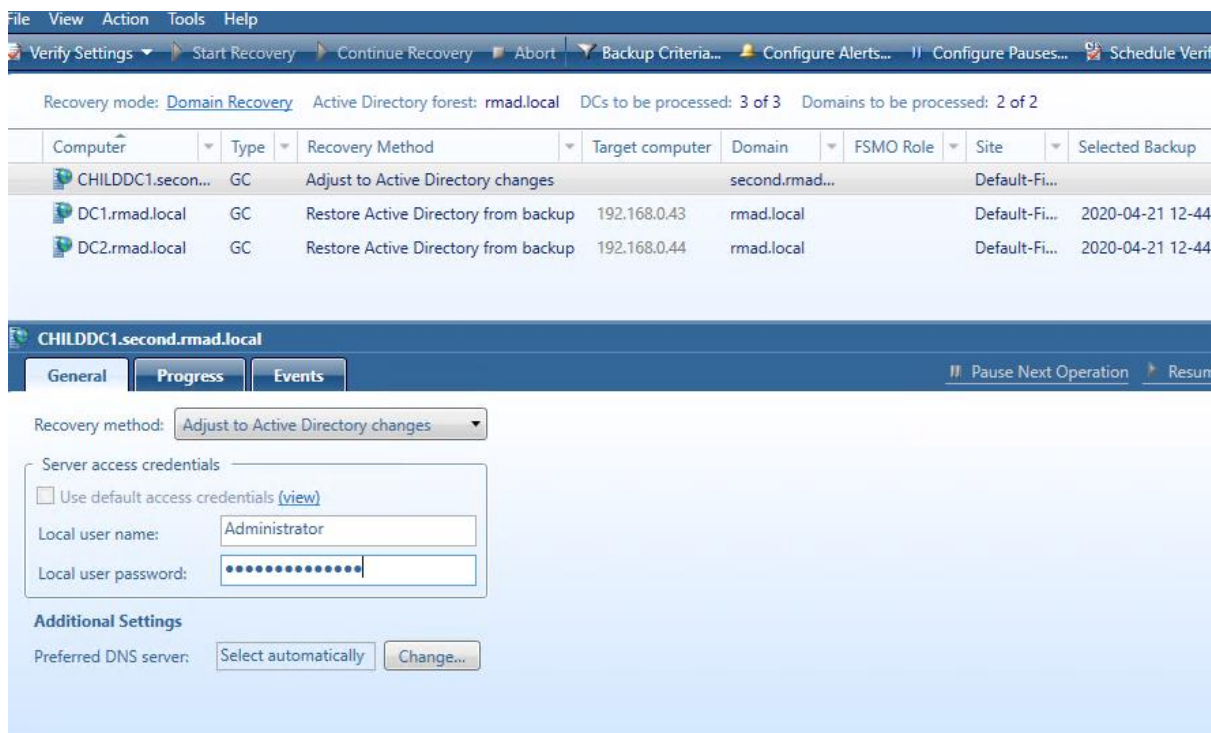 File View Action Tools Help
Verify Settings Start Recovery Continue Recovery Abort Backup Criteria... Configure Alerts... Configure Pauses... Schedule Verif
Recovery mode: Domain Recovery Active Directory forest: rmad.local DCs to be processed: 3 of 3 Domains to be processed: 2 of 2
Computer Type Recovery Method Target computer Domain FSMO Role Site Selected Backup
CHILDDC1.secon... GC Adjust to Active Directory changes second.rmad... Default-Fi...
DC1.rmad.local GC Restore Active Directory from backup 192.168.0.43 rmad.local Default-Fi... 2020-04-21 12-44
DC2.rmad.local GC Restore Active Directory from backup 192.168.0.44 rmad.local Default-Fi... 2020-04-21 12-44
CHILDDC1.second.rmad.local
General Progress Events Pause Next Operation Resum
Recovery method: Adjust to Active Directory changes
Server access credentials
Use default access credentials (view)
Local user name: Administrator
Local user password: ••••••••••••••
Additional Settings
Preferred DNS server: Select automatically Change...